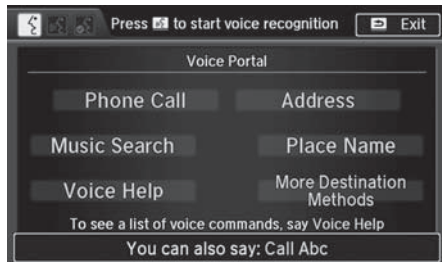 Press to start voice recognition Exit
Voice Portal
Phone Call Address
Music Search Place Name
Voice Help More Destination
Methods
To see a list of voice commands, say Voice Help
You can also say: Call Abc